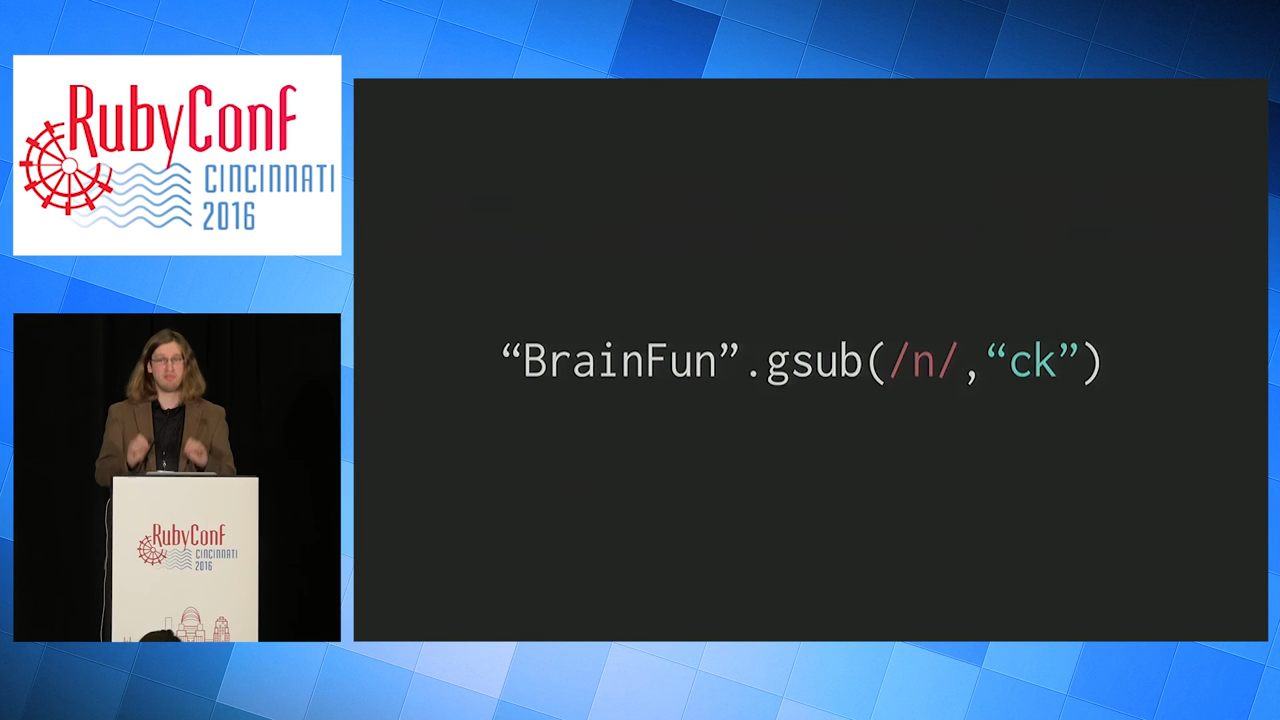 RubyConf
CINCINNATI
2016
“BrainFun”.gsub(/n/,“ck”)
RubyConf
CINCINNATI
2016